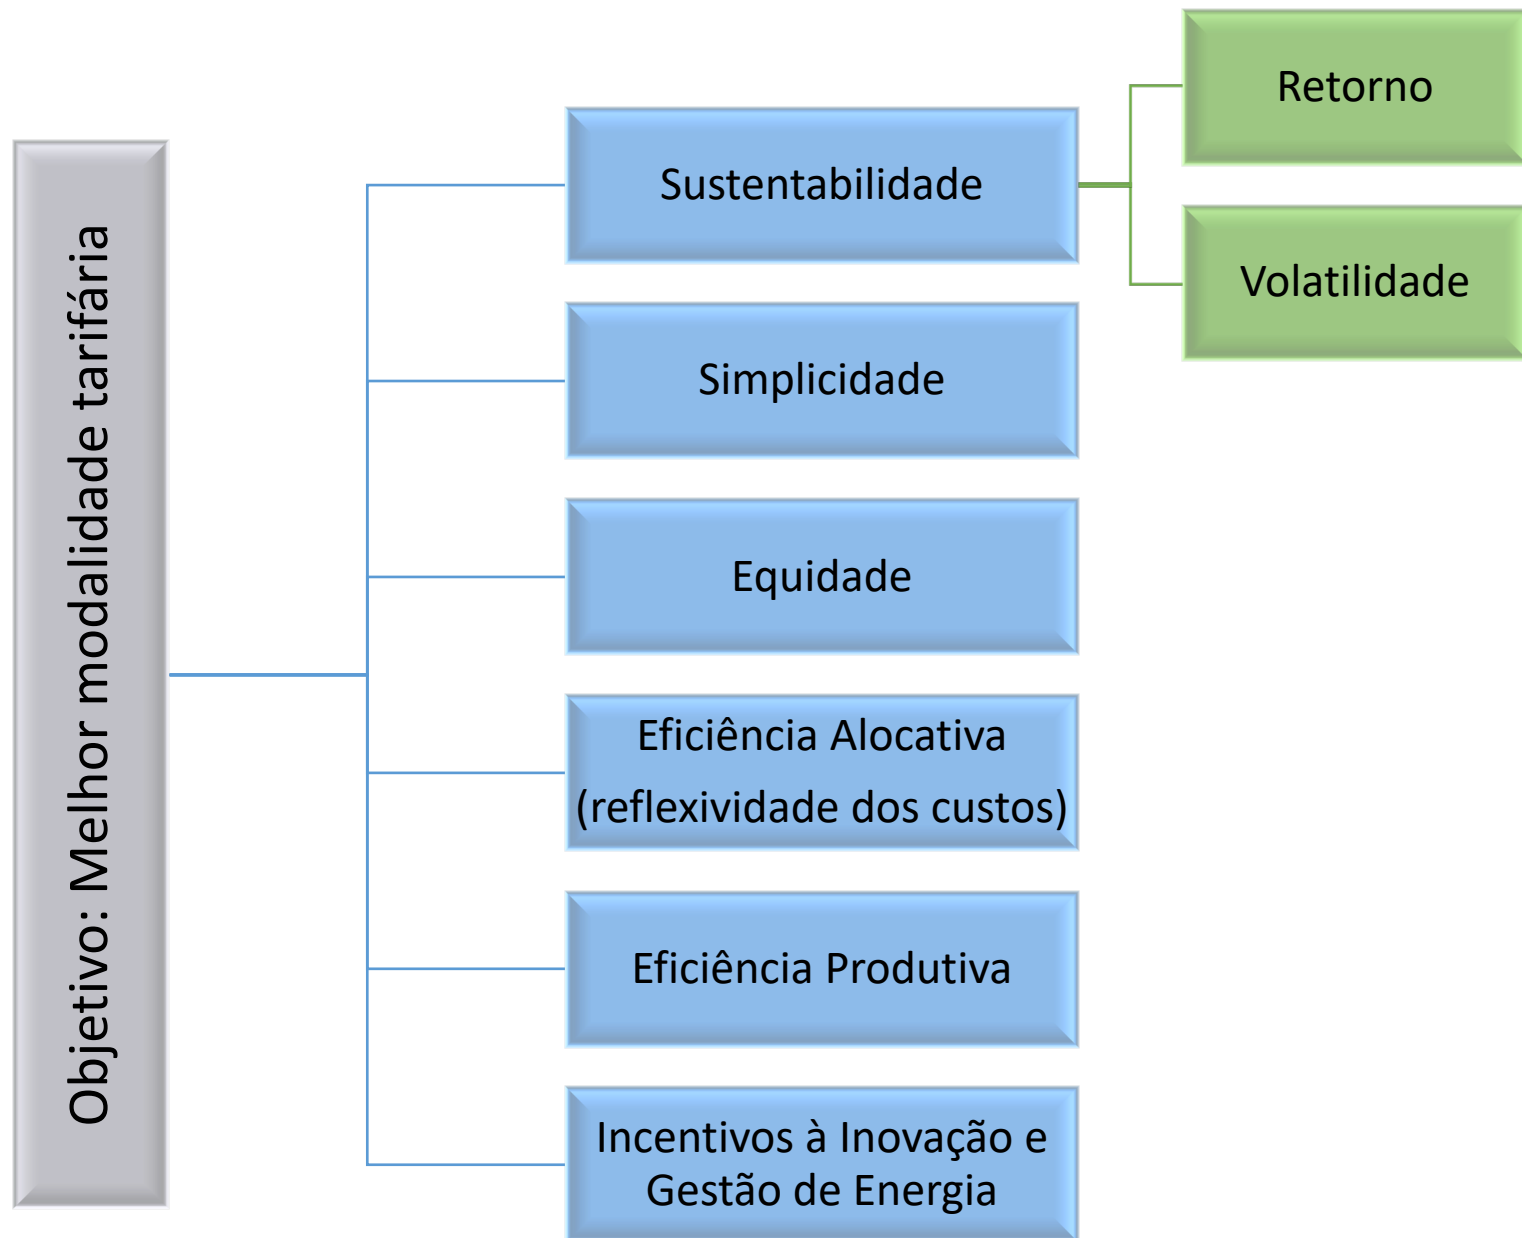 Objetivo: Melhor modalidade tarifária
Sustentabilidade
Retorno
Volatilidade
Simplicidade
Equidade
Eficiência Alocativa
(reflexividade dos custos)
Eficiência Produtiva
Incentivos à Inovação e
Gestão de Energia